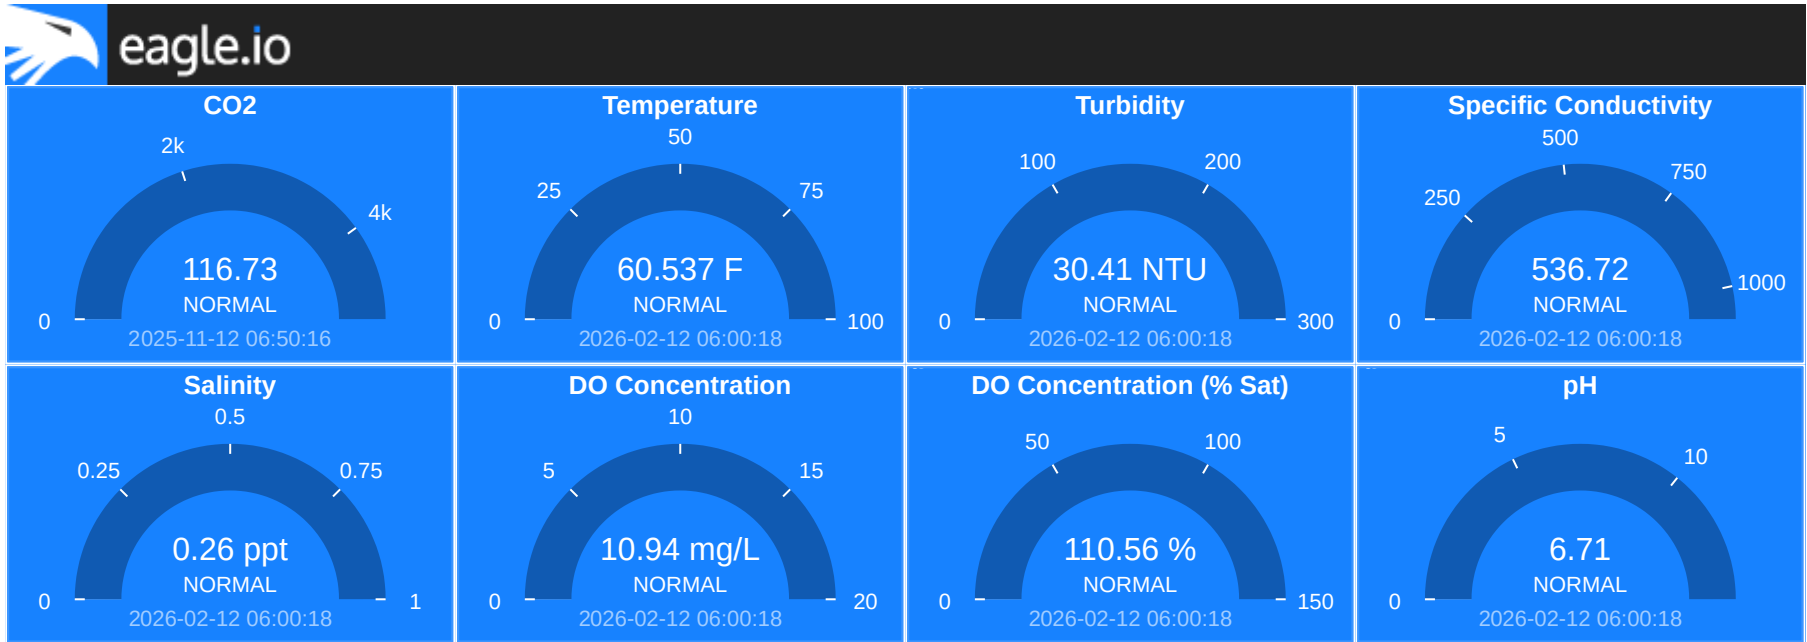 eagle.io
CO2
0
2k
4k
116.73
NORMAL
2025-11-12 06:50:16
Temperature
0
25
50
75
100
60.537 F
NORMAL
2026-02-12 06:00:18
Turbidity
0
100
200
300
30.41 NTU
NORMAL
2026-02-12 06:00:18
Specific Conductivity
0
250
500
750
1000
536.72
NORMAL
2026-02-12 06:00:18
Salinity
0
0.25
0.5
0.75
1
0.26 ppt
NORMAL
2026-02-12 06:00:18
DO Concentration
0
5
10
15
20
10.94 mg/L
NORMAL
2026-02-12 06:00:18
DO Concentration (% Sat)
0
50
100
150
110.56 %
NORMAL
2026-02-12 06:00:18
pH
0
5
10
6.71
NORMAL
2026-02-12 06:00:18